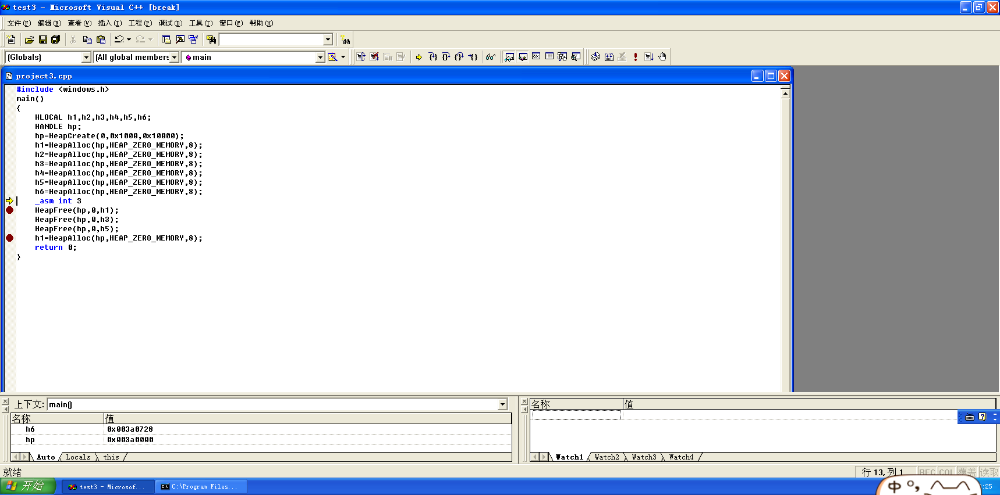 test3 - Microsoft Visual C++ [break]
文件(F) 编辑(E) 查看(V) 插入(I) 工程(P) 调试(D) 工具(T) 窗口(W) 帮助(H)
(Globals) (All global members main
project3.cpp
#include <windows.h>
main()
{
HLOCAL h1,h2,h3,h4,h5,h6;
HANDLE hp;
hp=HeapCreate(0,0x1000,0x10000);
h1=HeapAlloc(hp,HEAP_ZERO_MEMORY,8);
h2=HeapAlloc(hp,HEAP_ZERO_MEMORY,8);
h3=HeapAlloc(hp,HEAP_ZERO_MEMORY,8);
h4=HeapAlloc(hp,HEAP_ZERO_MEMORY,8);
h5=HeapAlloc(hp,HEAP_ZERO_MEMORY,8);
h6=HeapAlloc(hp,HEAP_ZERO_MEMORY,8);
_asm int 3
HeapFree(hp,0,h1);
HeapFree(hp,0,h3);
HeapFree(hp,0,h5);
h1=HeapAlloc(hp,HEAP_ZERO_MEMORY,8);
return 0;
}
上下文: main()
名称 值
h6 0x003a0728
hp 0x003a0000
Auto Locals this
名称 值
Watch1 Watch2 Watch3 Watch4
就绪
行 13, 列 1 REC COL 覆盖 读取
开始 test3 - Microsof... C:\Program Files...
中 :25